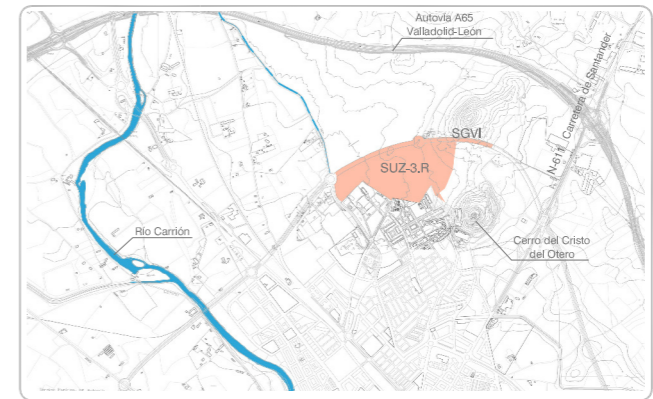 Autovía A65
Valladolid-León
N-611 Carretera de Santander
SGVI
SUZ-3.R
Río Carrión
Cerro del Cristo
del Otero